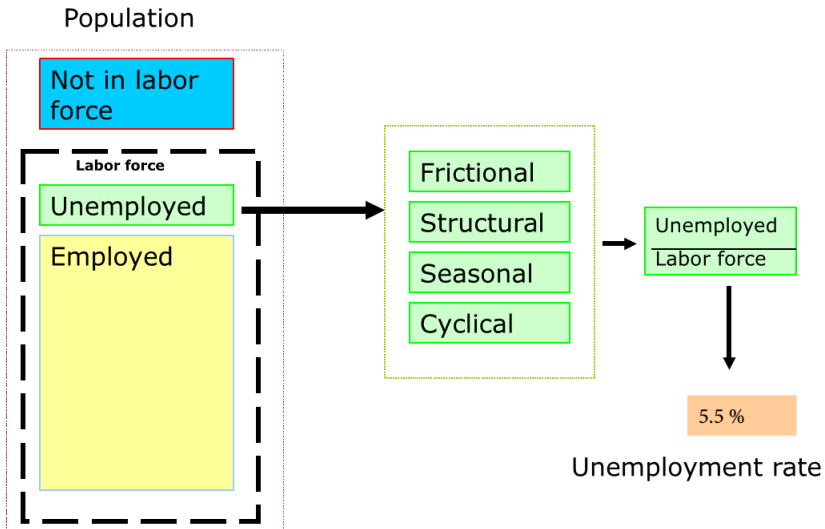 Population
Not in labor
force
Labor force
Unemployed
Employed
Frictional
Structural
Seasonal
Cyclical
Unemployed
Labor force
5.5 %
Unemployment rate